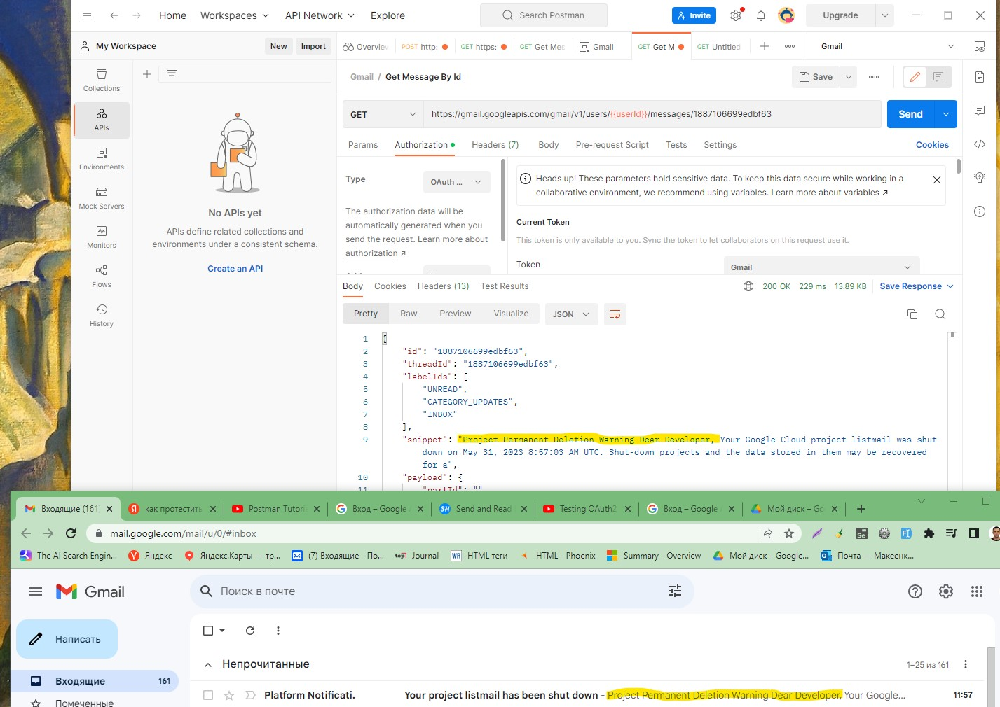 Home Workspaces API Network Explore Search Postman Invite Upgrade
My Workspace New Import Overvie POST http: GET https: GET Get Mes Gmail GET Get M GET Untitled Gmail
Collections
APIs
Environments
Mock Servers
Monitors
Flows
History
No APIs yet
APIs define related collections and
environments under a consistent schema.
Create an API
Gmail / Get Message By Id Save
GET https://gmail.googleapis.com/gmail/v1/users/{{userId}}/messages/1887106699edbf63 Send
Params Authorization Headers (7) Body Pre-request Script Tests Settings Cookies
Type OAuth ...
The authorization data will be
automatically generated when you
send the request. Learn more about
authorization ↗
Heads up! These parameters hold sensitive data. To keep this data secure while working in a
collaborative environment, we recommend using variables. Learn more about variables ↗
Current Token
This token is only available to you. Sync the token to let collaborators on this request use it.
Token Gmail
Body Cookies Headers (13) Test Results 200 OK 229 ms 13.89 KB Save Response
Pretty Raw Preview Visualize JSON
1 {
2 "id": "1887106699edbf63",
3 "threadId": "1887106699edbf63",
4 "labelIds": [
5 "UNREAD",
6 "CATEGORY_UPDATES",
7 "INBOX"
8 ],
9 "snippet": "Project Permanent Deletion Warning Dear Developer, Your Google Cloud project listmail was shut
down on May 31, 2023 8:57:03 AM UTC. Shut-down projects and the data stored in them may be recovered
for a",
10 "payload": {
11 "partId": ""
Входящие (161) как протестить Postman Tutori Вход – Google SH Send and Read Testing OAuth2 Вход – Google Мой диск – Go
mail.google.com/mail/u/0/#inbox
The AI Search Engin... Яндекс Яндекс.Карты — тр... (7) Входящие - По... topl Journal WR HTML теги HTML - Phoenix Summary - Overview Мой диск – Google... Почта — Макеенк...
Gmail Поиск в почте
Написать
Входящие 161
Помеченные
Непрочитанные 1–25 из 161
Platform Notificati. Your project listmail has been shut down - Project Permanent Deletion Warning Dear Developer, Your Google... 11:57